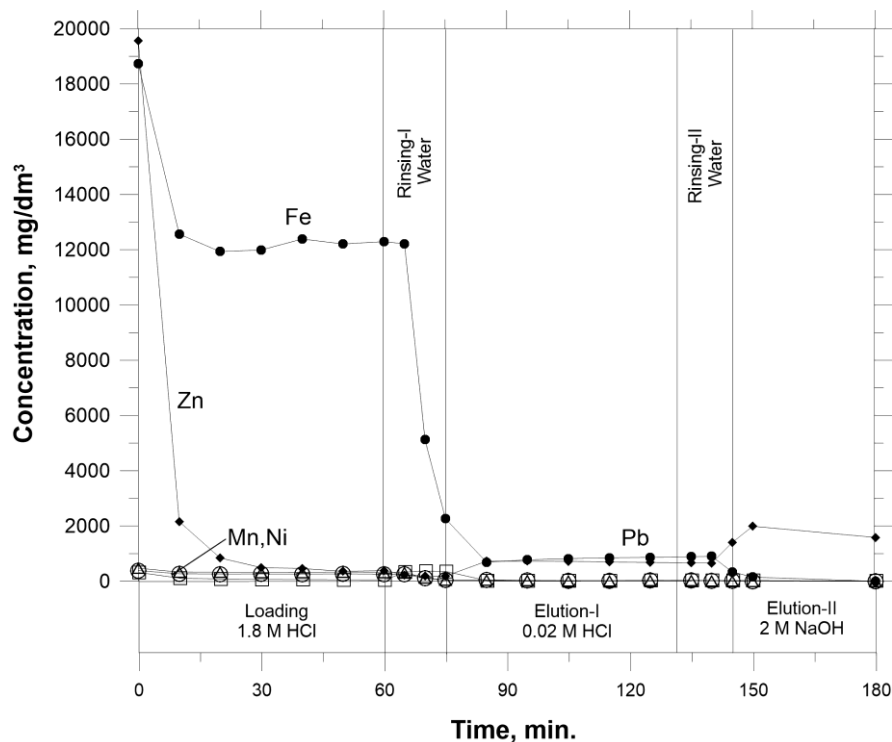 20000
18000
16000
14000
12000
10000
8000
6000
4000
2000
0
Concentration, mg/dm³
Fe
Zn
Mn,Ni
Pb
Rinsing-I
Water
Rinsing-II
Water
Loading
1.8 M HCl
Elution-I
0.02 M HCl
Elution-II
2 M NaOH
0 30 60 90 120 150 180
Time, min.